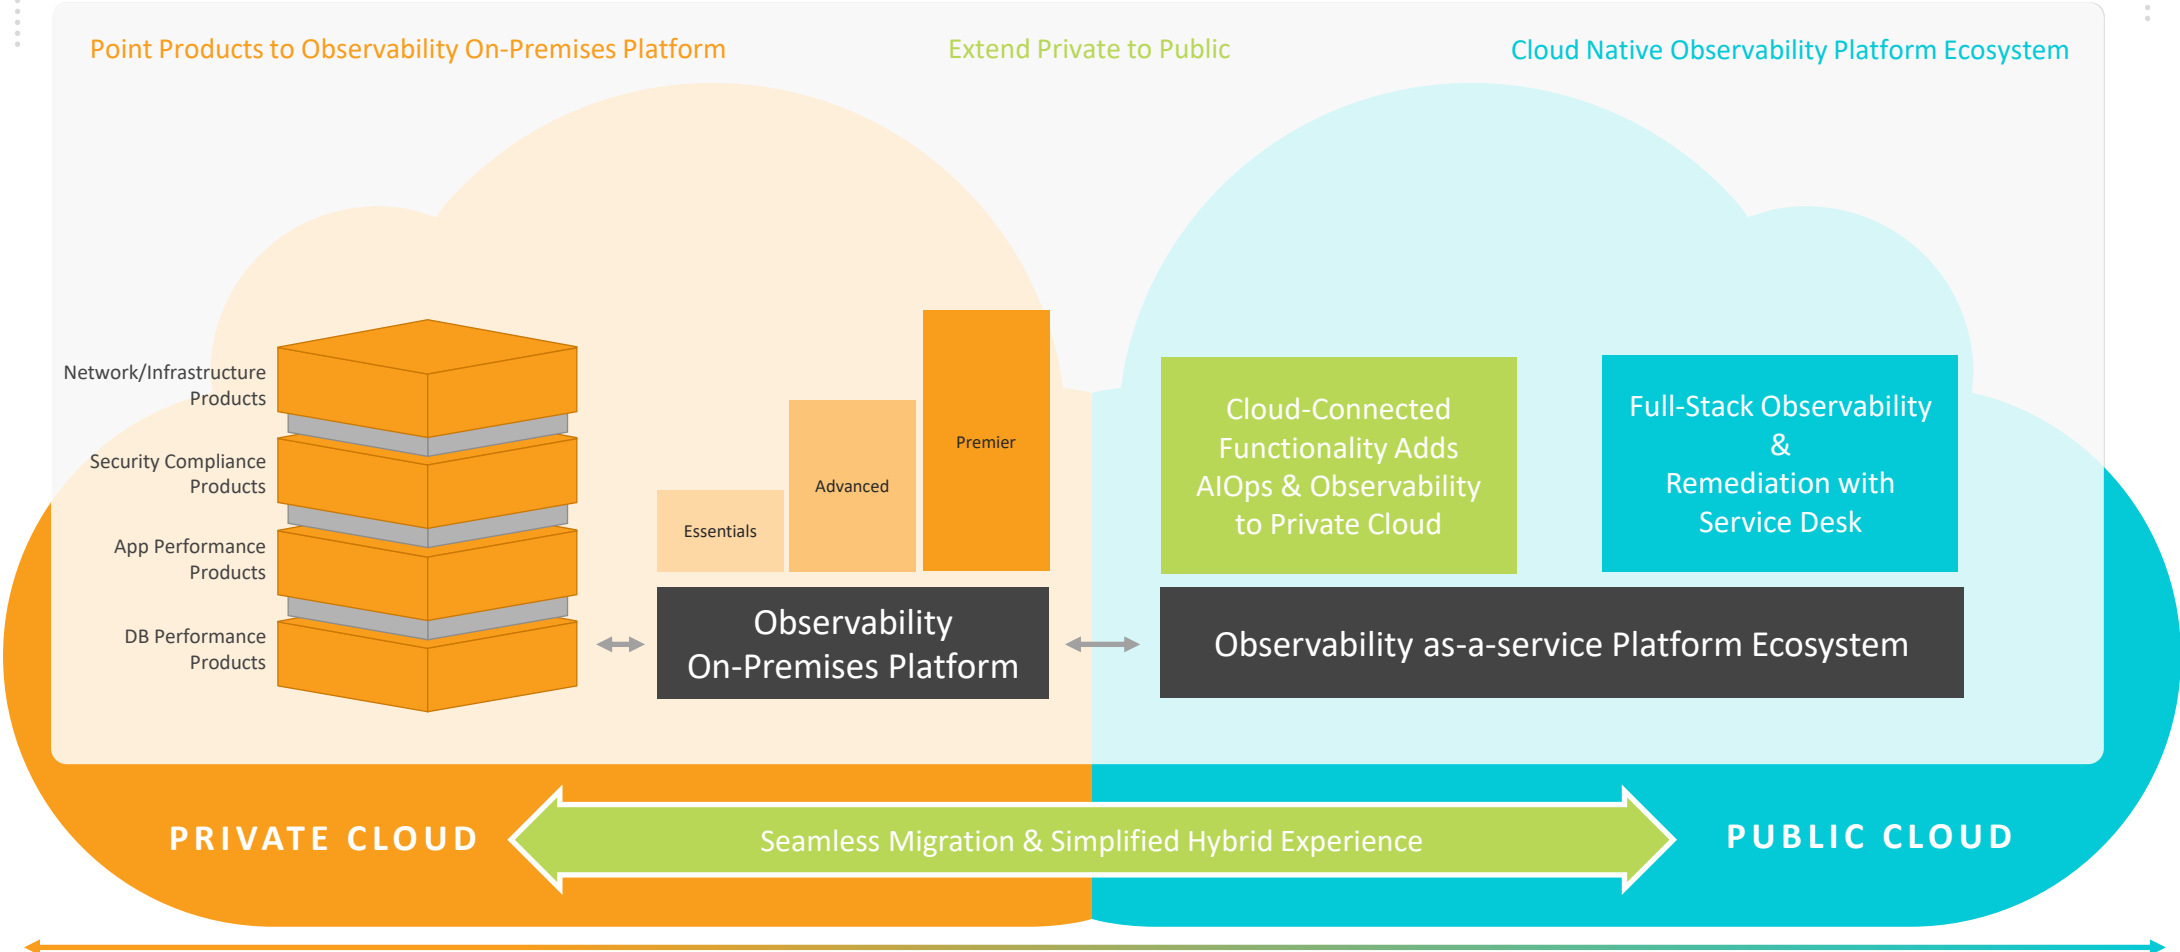 Point Products to Observability On-Premises Platform
Extend Private to Public
Cloud Native Observability Platform Ecosystem
Network/Infrastructure
Products
Security Compliance
Products
App Performance
Products
DB Performance
Products
Essentials
Advanced
Premier
Observability
On-Premises Platform
Cloud-Connected
Functionality Adds
AIOps & Observability
to Private Cloud
Full-Stack Observability
&
Remediation with
Service Desk
Observability as-a-service Platform Ecosystem
PRIVATE CLOUD
Seamless Migration & Simplified Hybrid Experience
PUBLIC CLOUD